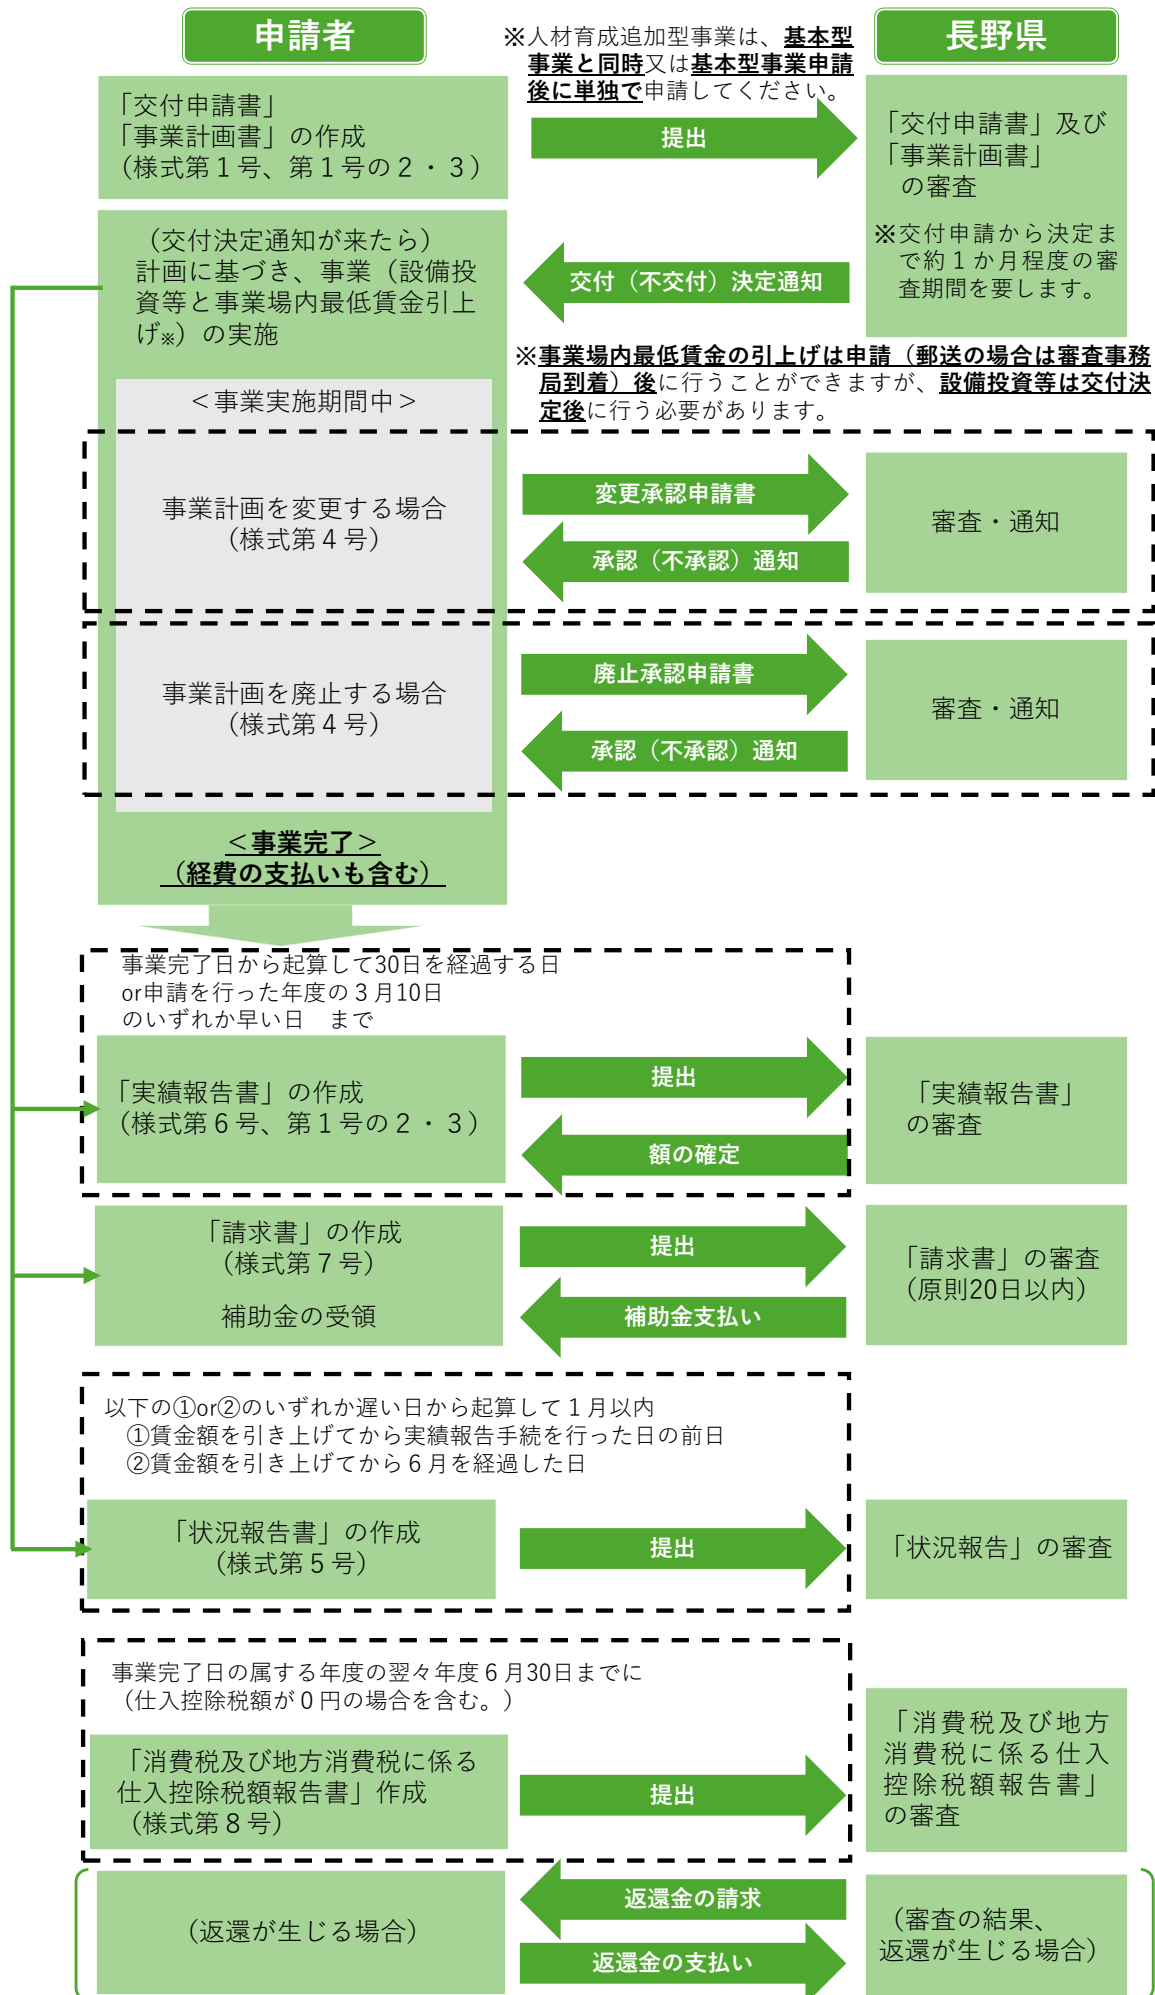 申請者
長野県
※人材育成追加型事業は、基本型
事業と同時又は基本型事業申請
後に単独で申請してください。
「交付申請書」
「事業計画書」の作成
(様式第１号、第１号の２・３)
提出
「交付申請書」及び
「事業計画書」
の審査
※交付申請から決定ま
で約１か月程度の審
査期間を要します。
（交付決定通知が来たら）
計画に基づき、事業（設備投
資等と事業場内最低賃金引上
げ※）の実施
交付（不交付）決定通知
※事業場内最低賃金の引上げは申請（郵送の場合は審査事務
局到着）後に行うことができますが、設備投資等は交付決
定後に行う必要があります。
＜事業実施期間中＞
事業計画を変更する場合
(様式第４号)
変更承認申請書
承認（不承認）通知
審査・通知
事業計画を廃止する場合
(様式第４号)
廃止承認申請書
承認（不承認）通知
審査・通知
＜事業完了＞
（経費の支払いも含む）
事業完了日から起算して30日を経過する日
or申請を行った年度の３月10日
のいずれか早い日　まで
「実績報告書」の作成
(様式第６号、第１号の２・３)
提出
額の確定
「実績報告書」
の審査
「請求書」の作成
(様式第７号)
補助金の受領
提出
補助金支払い
「請求書」の審査
(原則20日以内)
以下の①or②のいずれか遅い日から起算して１月以内
①賃金額を引き上げてから実績報告手続を行った日の前日
②賃金額を引き上げてから６月を経過した日
「状況報告書」の作成
(様式第５号)
提出
「状況報告」の審査
事業完了日の属する年度の翌々年度６月30日までに
（仕入控除税額が０円の場合を含む。）
「消費税及び地方消費税に係る
仕入控除税額報告書」作成
(様式第８号)
提出
「消費税及び地方
消費税に係る仕入
控除税額報告書」
の審査
(返還が生じる場合)
返還金の請求
返還金の支払い
（審査の結果、
返還が生じる場合）